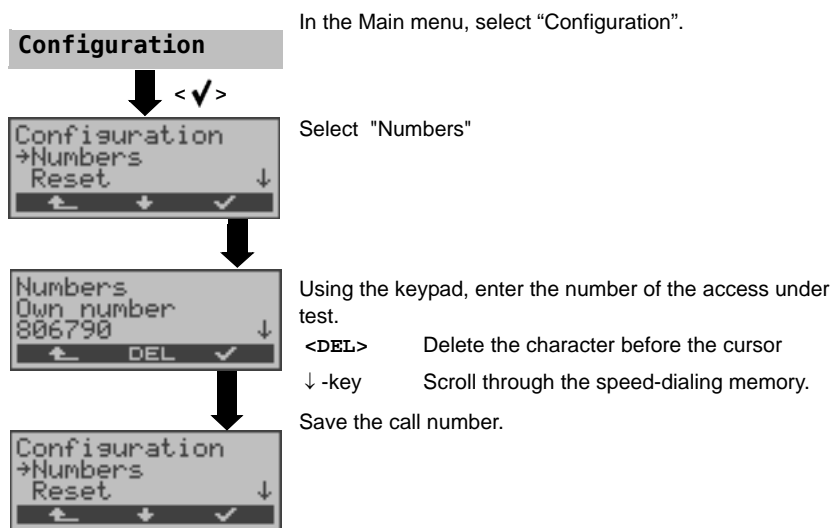 In the Main menu, select “Configuration”.
Configuration
<✓>
Configuration
→Numbers
Reset ↓
Select "Numbers"
Numbers
Own number
806790 ↓
DEL
Using the keypad, enter the number of the access under
test.
<DEL> Delete the character before the cursor
↓ -key Scroll through the speed-dialing memory.
Save the call number.
Configuration
→Numbers
Reset ↓